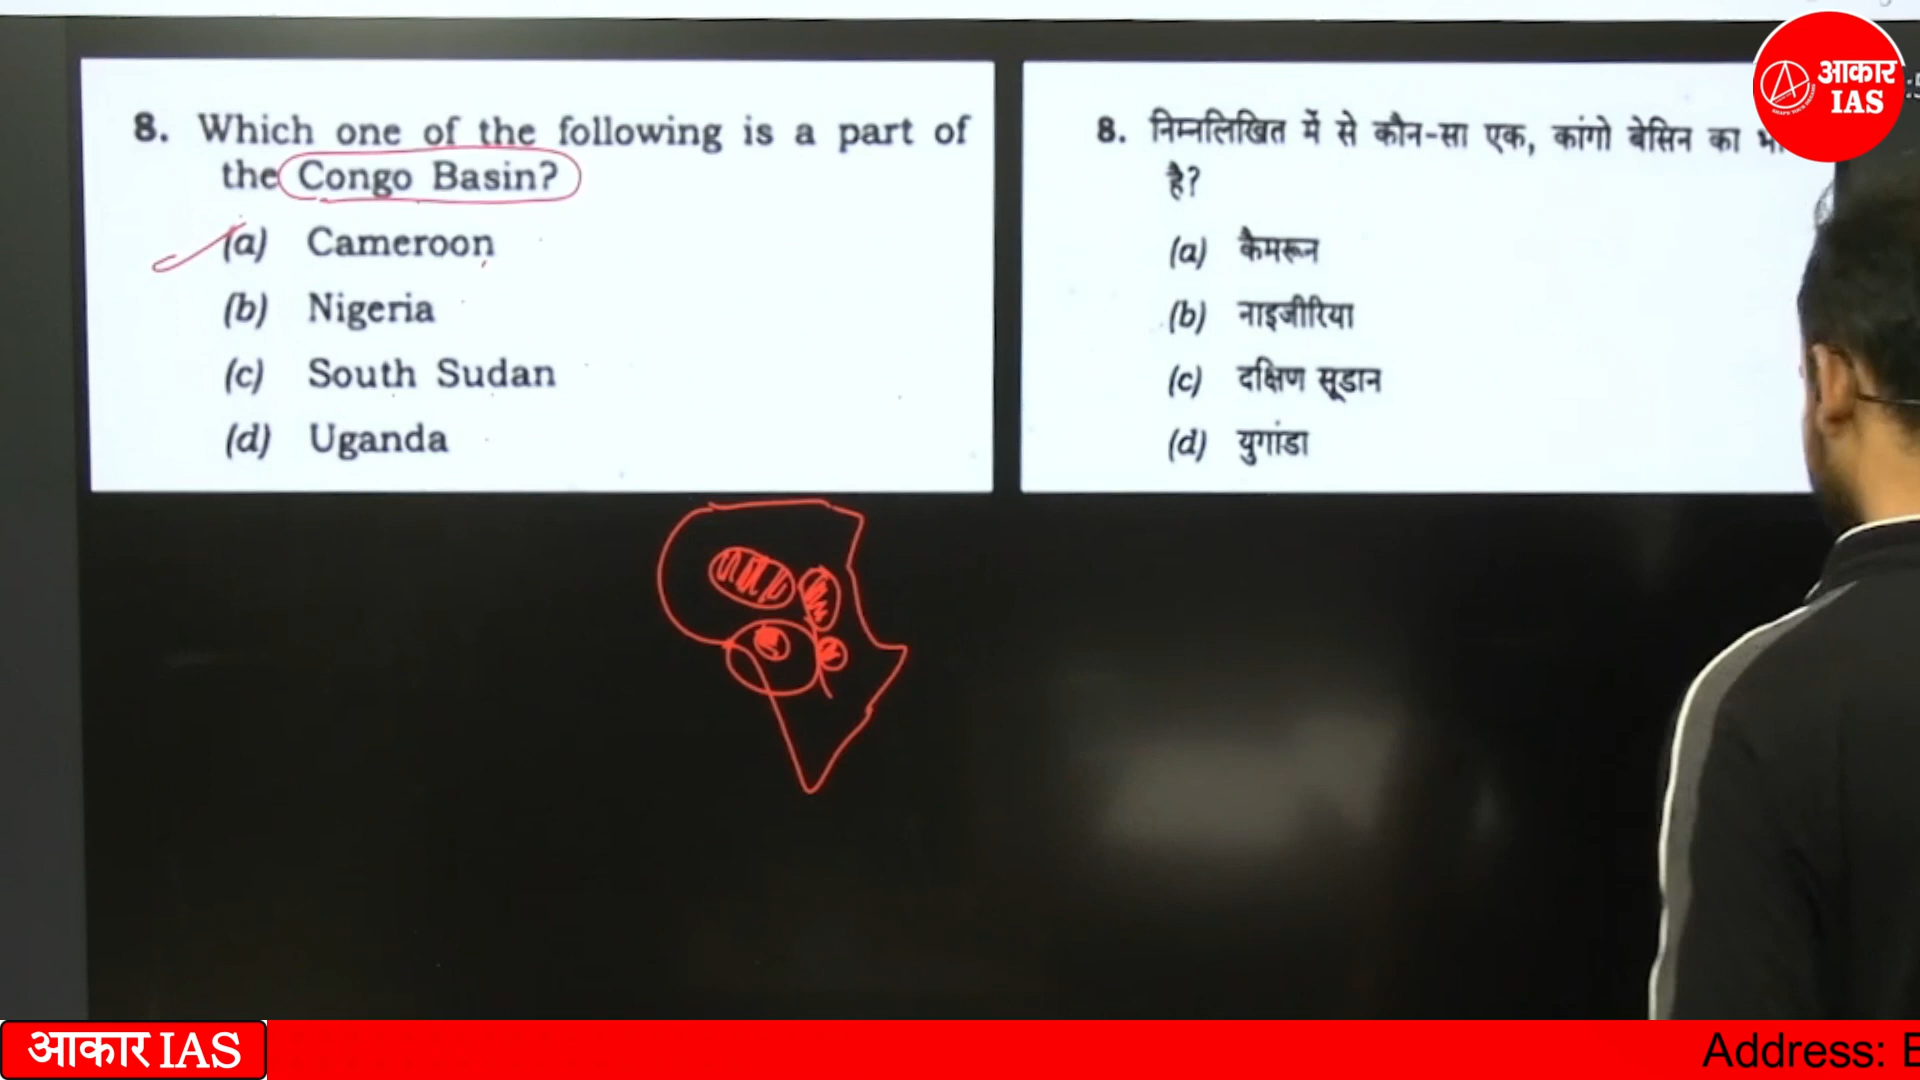 8. Which one of the following is a part of
the Congo Basin?
(a) Cameroon
(b) Nigeria
(c) South Sudan
(d) Uganda
8. निम्नलिखित में से कौन-सा एक, कांगो बेसिन का
है?
(a) कैमरून
(b) नाइजीरिया
(c) दक्षिण सूडान
(d) युगांडा
आकार
IAS
आकार IAS
Address: